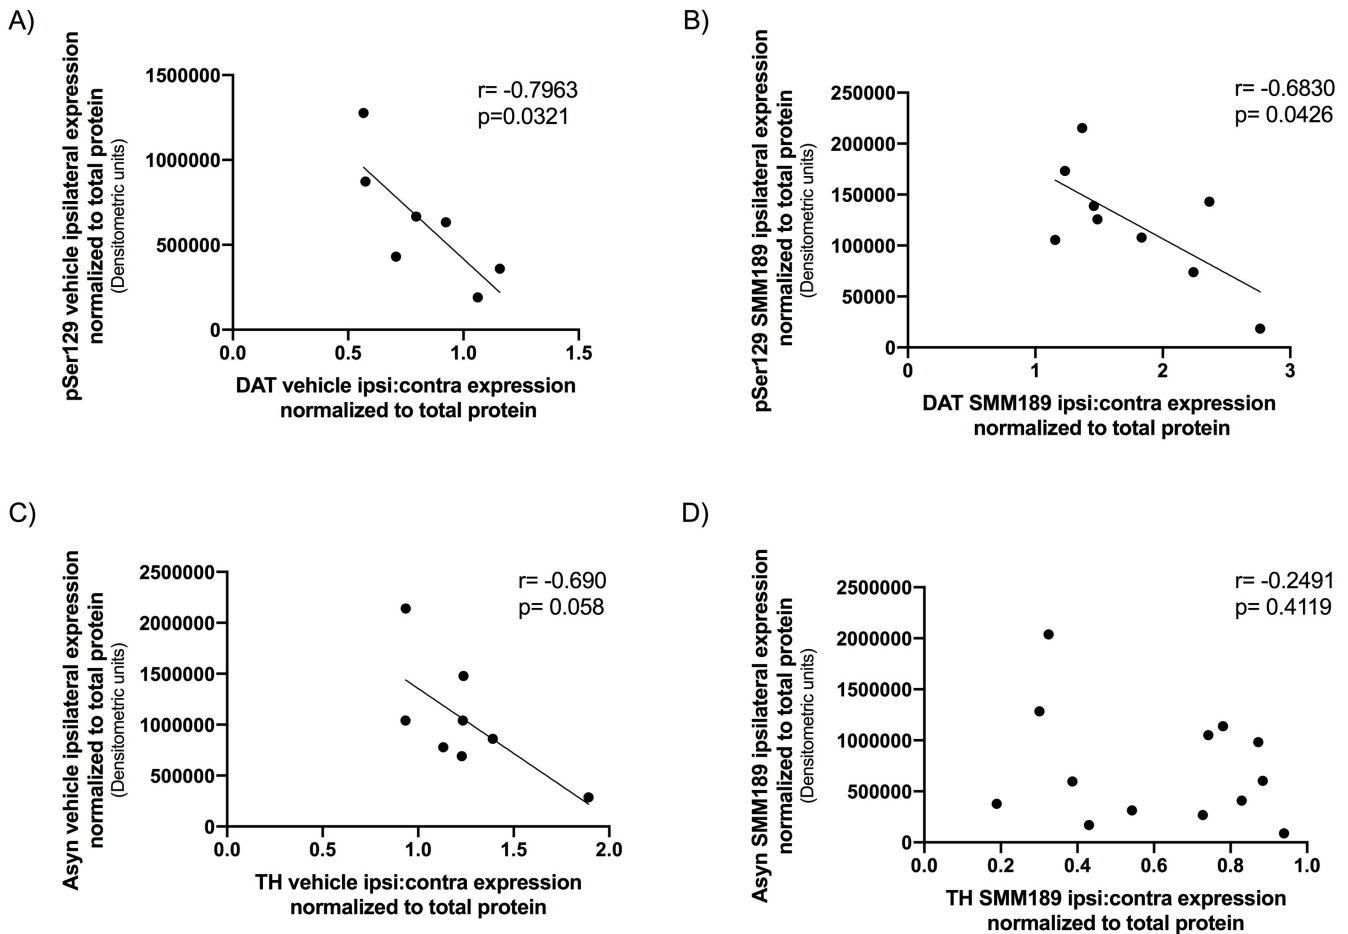 A)
pSer129 vehicle ipsilateral expression
normalized to total protein
(Densitometric units)
1500000
1000000
500000
0
r= -0.7963
p=0.0321
0.0 0.5 1.0 1.5
DAT vehicle ipsi:contra expression
normalized to total protein
B)
pSer129 SMM189 ipsilateral expression
normalized to total protein
(Densitometric units)
250000
200000
150000
100000
50000
0
r= -0.6830
p= 0.0426
0 1 2 3
DAT SMM189 ipsi:contra expression
normalized to total protein
C)
Asyn vehicle ipsilateral expression
normalized to total protein
(Densitometric units)
2500000
2000000
1500000
1000000
500000
0
r= -0.690
p= 0.058
0.0 0.5 1.0 1.5 2.0
TH vehicle ipsi:contra expression
normalized to total protein
D)
Asyn SMM189 ipsilateral expression
normalized to total protein
(Densitometric units)
2500000
2000000
1500000
1000000
500000
0
r= -0.2491
p= 0.4119
0.0 0.2 0.4 0.6 0.8 1.0
TH SMM189 ipsi:contra expression
normalized to total protein